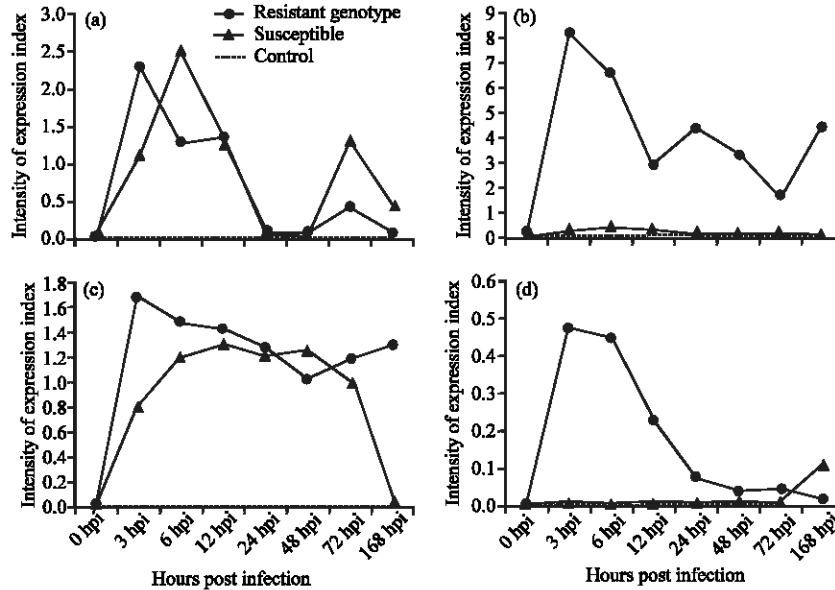 (a)
Resistant genotype
Susceptible
Control
Intensity of expression index
3.0
2.5
2.0
1.5
1.0
0.5
0.0
(b)
Intensity of expression index
9
8
7
6
5
4
3
2
1
0
(c)
Intensity of expression index
1.8
1.6
1.4
1.2
1.0
0.8
0.6
0.4
0.2
0.0
0 hpi
3 hpi
6 hpi
12 hpi
24 hpi
48 hpi
72 hpi
168 hpi
Hours post infection
(d)
Intensity of expression index
0.6
0.5
0.4
0.3
0.2
0.1
0.0
0 hpi
3 hpi
6 hpi
12 hpi
24 hpi
48 hpi
72 hpi
168 hpi
Hours post infection